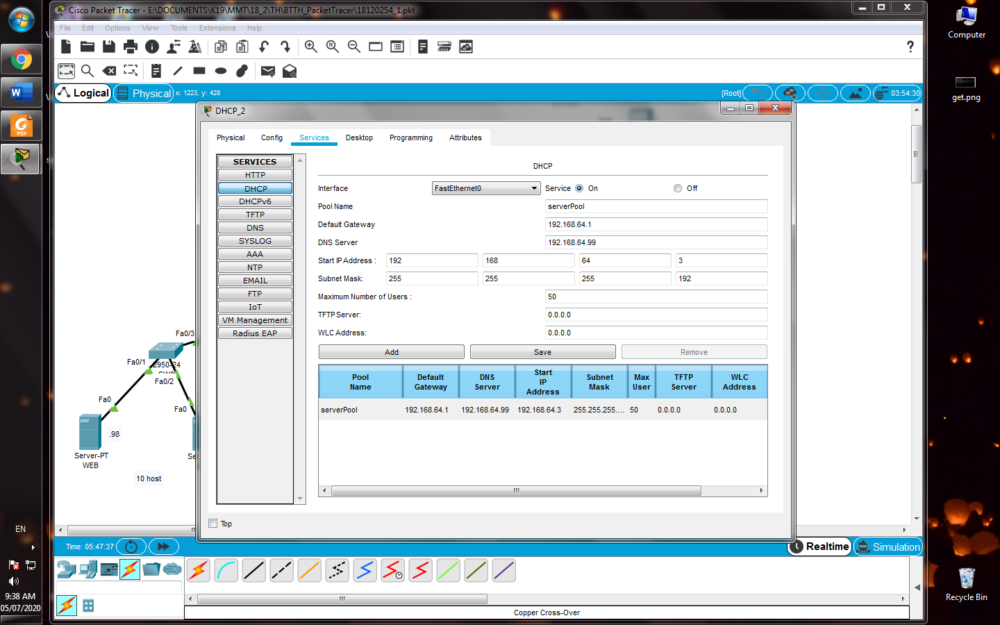 Cisco Packet Tracer - E:\DOCUMENTS\K19\MMT\18_2\TH\BTTH_PacketTracer\18120254_1.pkt
File Edit Options View Tools Extensions Help
Logical Physical x: 1223, y: 428 [Root] 03:54:30
DHCP_2
Physical Config Services Desktop Programming Attributes
SERVICES
HTTP
DHCP
DHCPv6
TFTP
DNS
SYSLOG
AAA
NTP
EMAIL
FTP
IoT
VM Management
Radius EAP
DHCP
Interface FastEthernet0 Service On Off
Pool Name serverPool
Default Gateway 192.168.64.1
DNS Server 192.168.64.99
Start IP Address : 192 168 64 3
Subnet Mask: 255 255 255 192
Maximum Number of Users : 50
TFTP Server: 0.0.0.0
WLC Address: 0.0.0.0
Add Save Remove
Pool Name Default Gateway DNS Server Start IP Address Subnet Mask Max User TFTP Server WLC Address
serverPool 192.168.64.1 192.168.64.99 192.168.64.3 255.255.255.... 50 0.0.0.0 0.0.0.0
Top
Fa0/3
Fa0/1
2950-24
Fa0/2
Fa0
Fa0
.98
Server-PT
WEB
Se
10 host
Time: 05:47:37
Realtime Simulation
Copper Cross-Over
Computer
get.png
Recycle Bin
W
PDF
EN
9:38 AM
05/07/2020